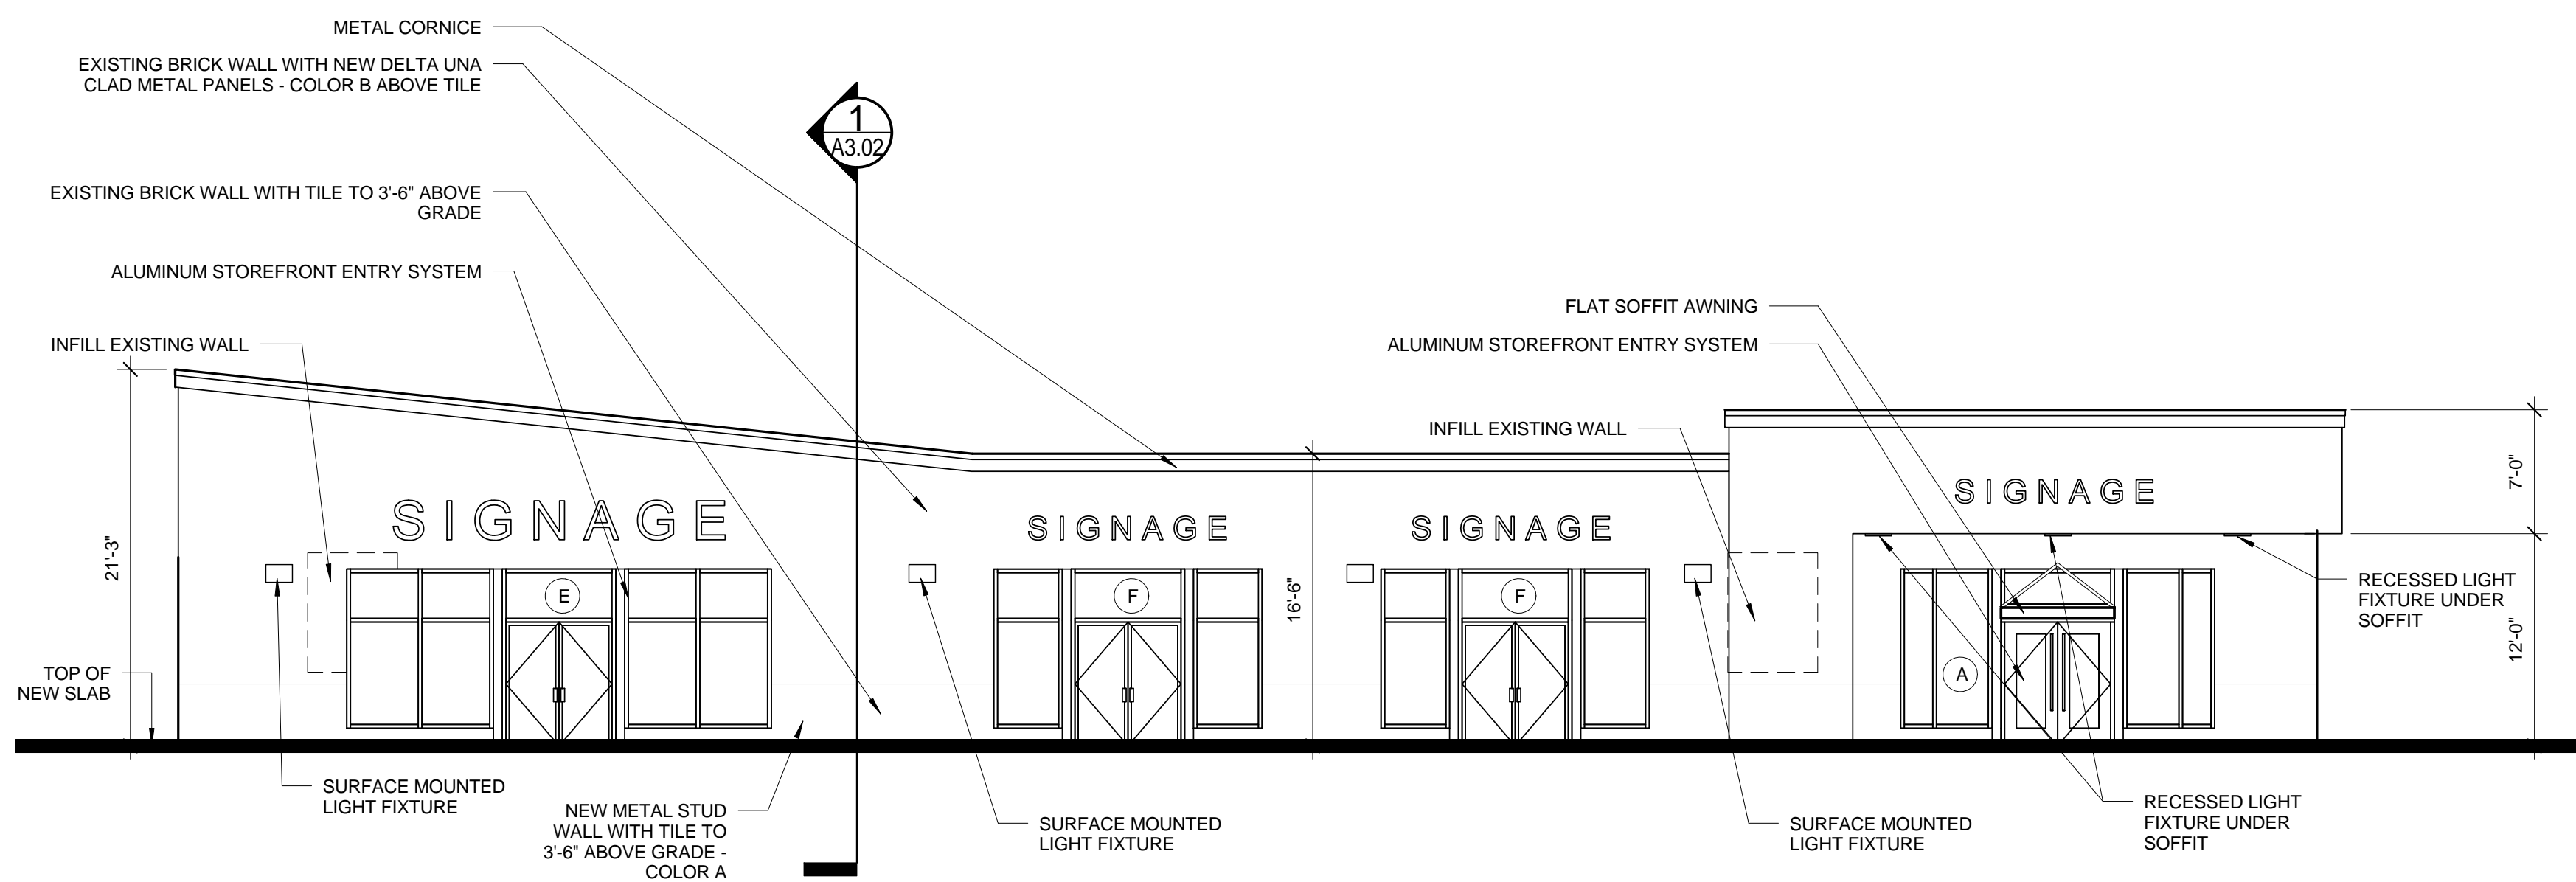 METAL CORNICE
EXISTING BRICK WALL WITH NEW DELTA UNA
CLAD METAL PANELS - COLOR B ABOVE TILE
1
A3.02
EXISTING BRICK WALL WITH TILE TO 3'-6" ABOVE
GRADE
ALUMINUM STOREFRONT ENTRY SYSTEM
INFILL EXISTING WALL
FLAT SOFFIT AWNING
ALUMINUM STOREFRONT ENTRY SYSTEM
INFILL EXISTING WALL
21'-3"
SIGNAGE
SIGNAGE
SIGNAGE
SIGNAGE
7'-0"
16'-6"
12'-0"
E
F
F
A
RECESSED LIGHT
FIXTURE UNDER
SOFFIT
TOP OF
NEW SLAB
SURFACE MOUNTED
LIGHT FIXTURE
NEW METAL STUD
WALL WITH TILE TO
3'-6" ABOVE GRADE -
COLOR A
SURFACE MOUNTED
LIGHT FIXTURE
SURFACE MOUNTED
LIGHT FIXTURE
RECESSED LIGHT
FIXTURE UNDER
SOFFIT